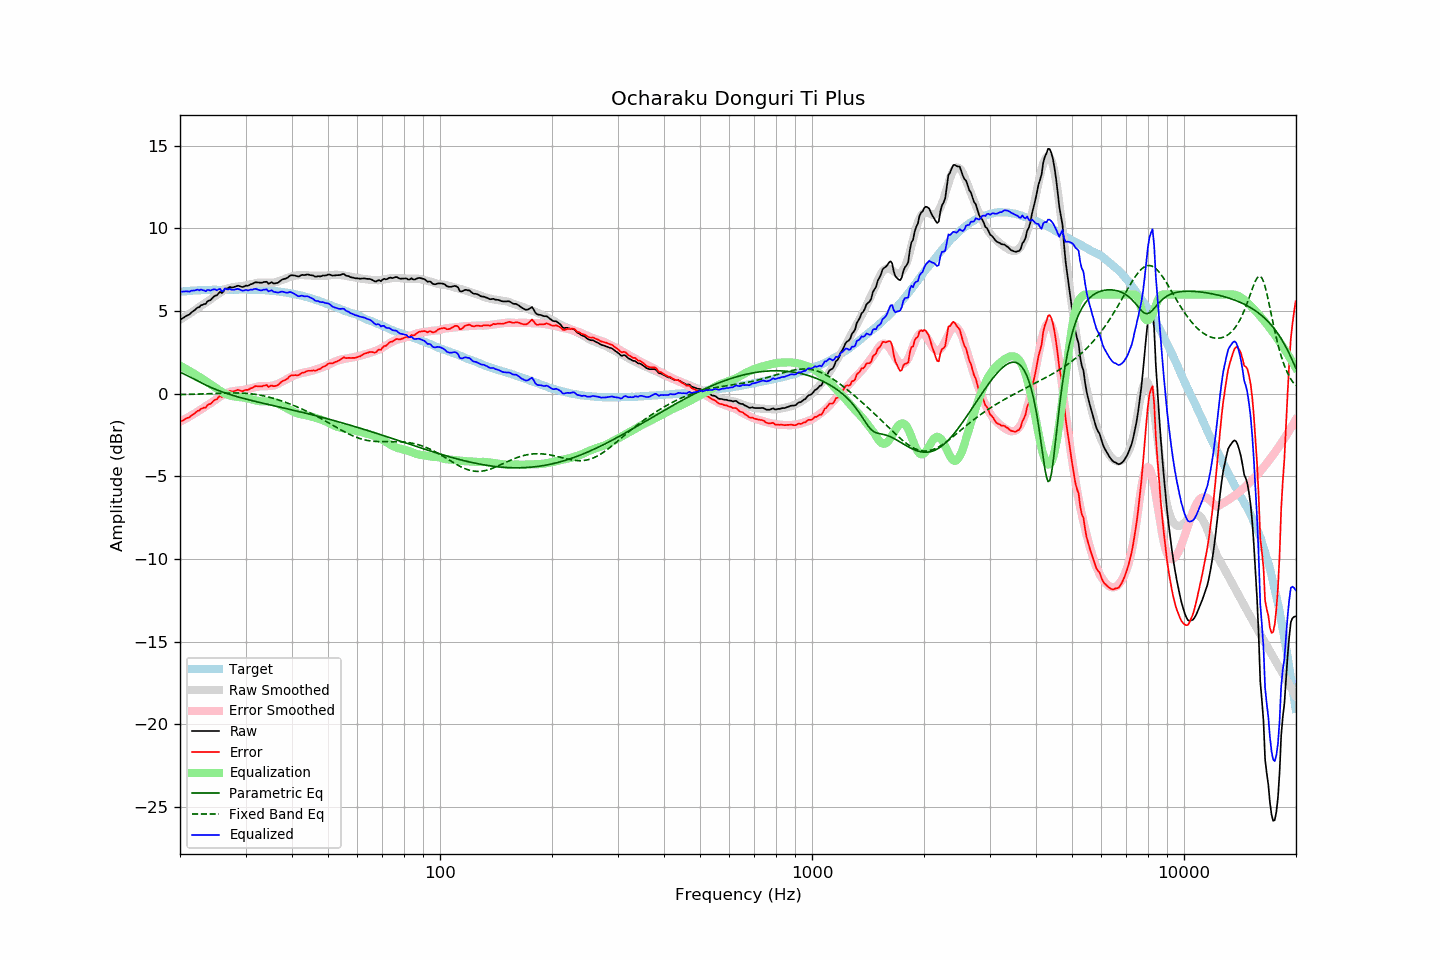 Ocharaku Donguri Ti Plus
Amplitude (dBr)
15
10
5
0
−5
−10
−15
−20
−25
Target
Raw Smoothed
Error Smoothed
Raw
Error
Equalization
Parametric Eq
Fixed Band Eq
Equalized
100
1000
10000
Frequency (Hz)